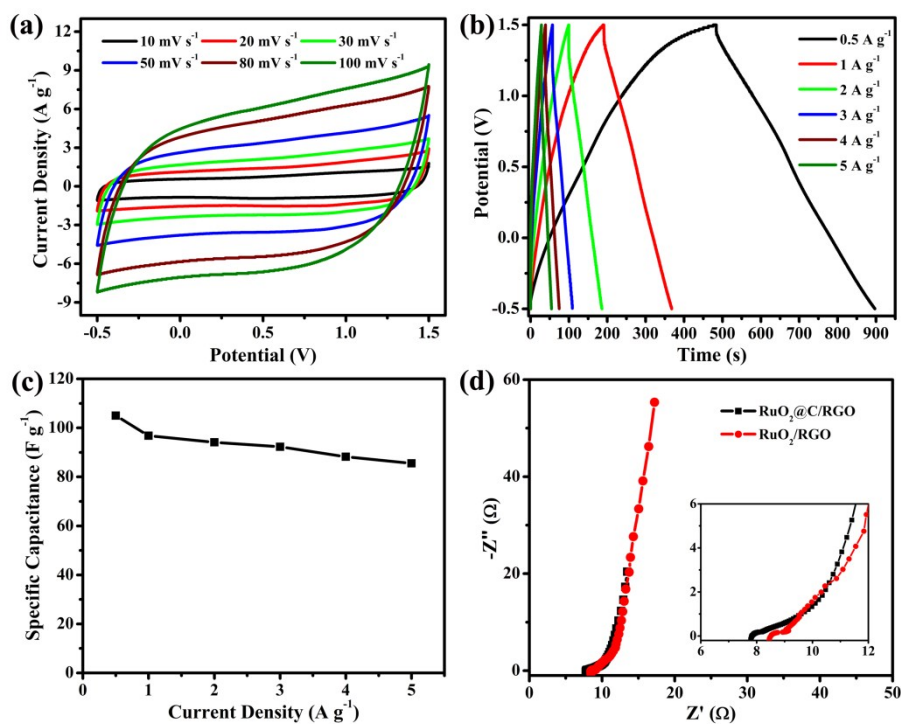 (a)
10 mV s⁻¹ 20 mV s⁻¹ 30 mV s⁻¹
50 mV s⁻¹ 80 mV s⁻¹ 100 mV s⁻¹
Current Density (A g⁻¹)
12
9
6
3
0
-3
-6
-9
-0.5 0.0 0.5 1.0 1.5
Potential (V)
(b)
Potential (V)
1.5
1.0
0.5
0.0
-0.5
0.5 A g⁻¹
1 A g⁻¹
2 A g⁻¹
3 A g⁻¹
4 A g⁻¹
5 A g⁻¹
0 100 200 300 400 500 600 700 800 900
Time (s)
(c)
Specific Capacitance (F g⁻¹)
120
100
80
60
40
20
0
0 1 2 3 4 5
Current Density (A g⁻¹)
(d)
-Z'' (Ω)
60
40
20
0
RuO₂@C/RGO
RuO₂/RGO
6
4
2
0
6 8 10 12
0 10 20 30 40 50
Z' (Ω)